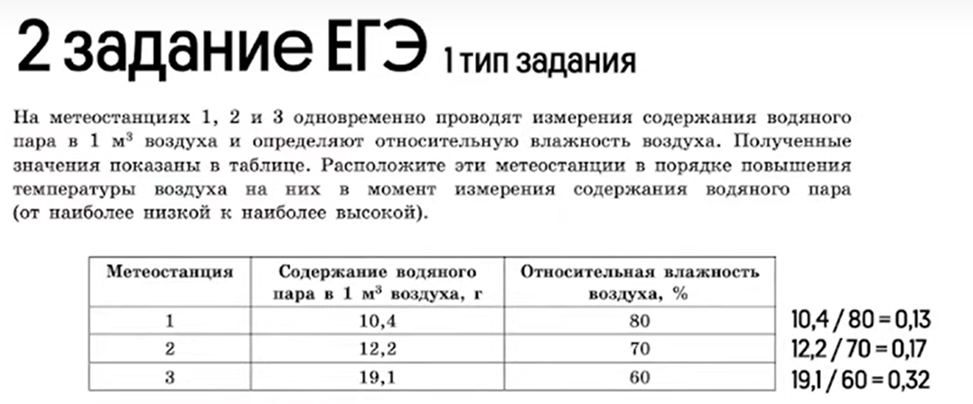 2 задание ЕГЭ 1 тип задания
На метеостанциях 1, 2 и 3 одновременно проводят измерения содержания водяного
пара в 1 м³ воздуха и определяют относительную влажность воздуха. Полученные
значения показаны в таблице. Расположите эти метеостанции в порядке повышения
температуры воздуха на них в момент измерения содержания водяного пара
(от наиболее низкой к наиболее высокой).
Метеостанция Содержание водяного Относительная влажность
пара в 1 м³ воздуха, г воздуха, %
1 10,4 80 10,4 / 80 = 0,13
2 12,2 70 12,2 / 70 = 0,17
3 19,1 60 19,1 / 60 = 0,32